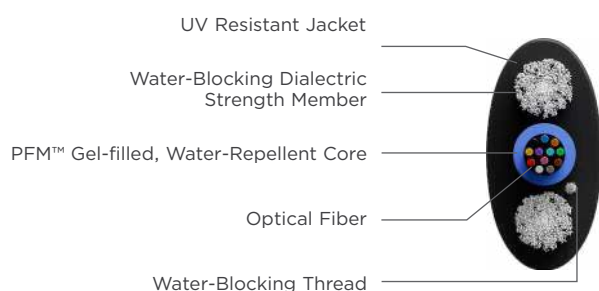 UV Resistant Jacket
Water-Blocking Dialectric
Strength Member
PFM™ Gel-filled, Water-Repellent Core
Optical Fiber
Water-Blocking Thread